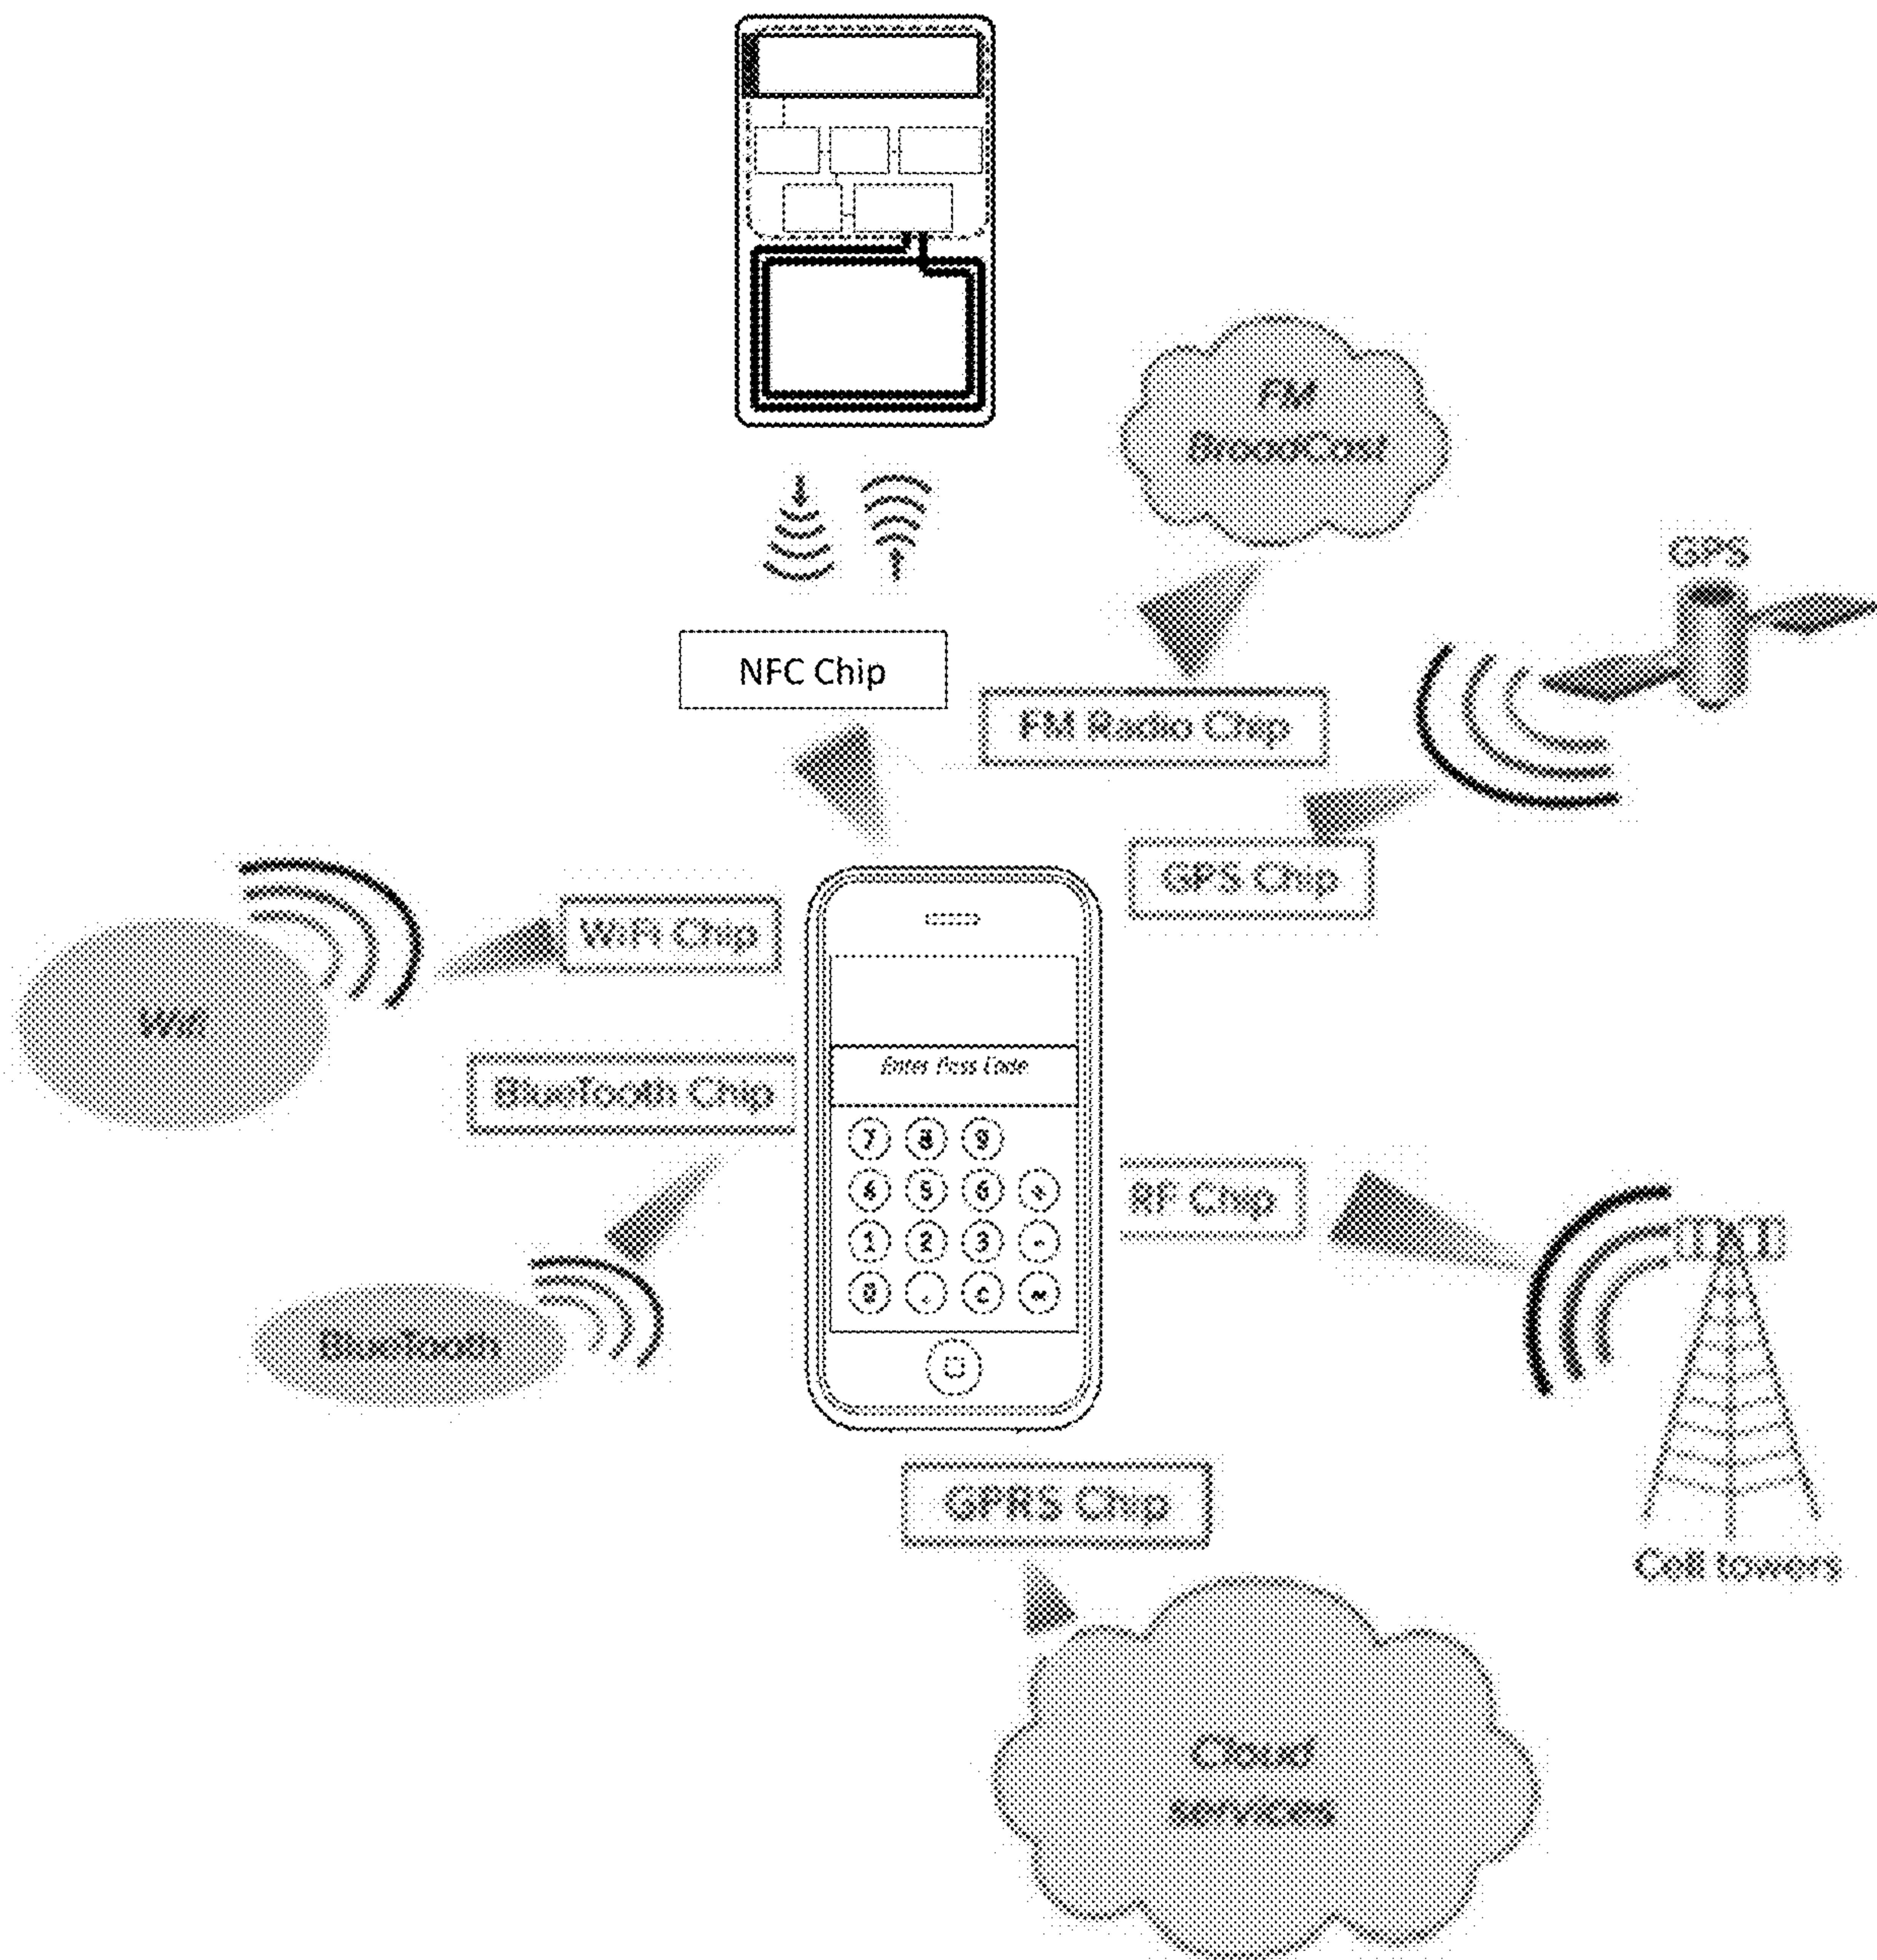 FM
BroadCast
GPS
NFC Chip
FM Radio Chip
GPS Chip
WiFi Chip
Wifi
Enter Pass Code
BlueTooth Chip
7 8 9
4 5 6 +
1 2 3 -
0 . C =
RF Chip
BlueTooth
GPRS Chip
Cell towers
Cloud
services